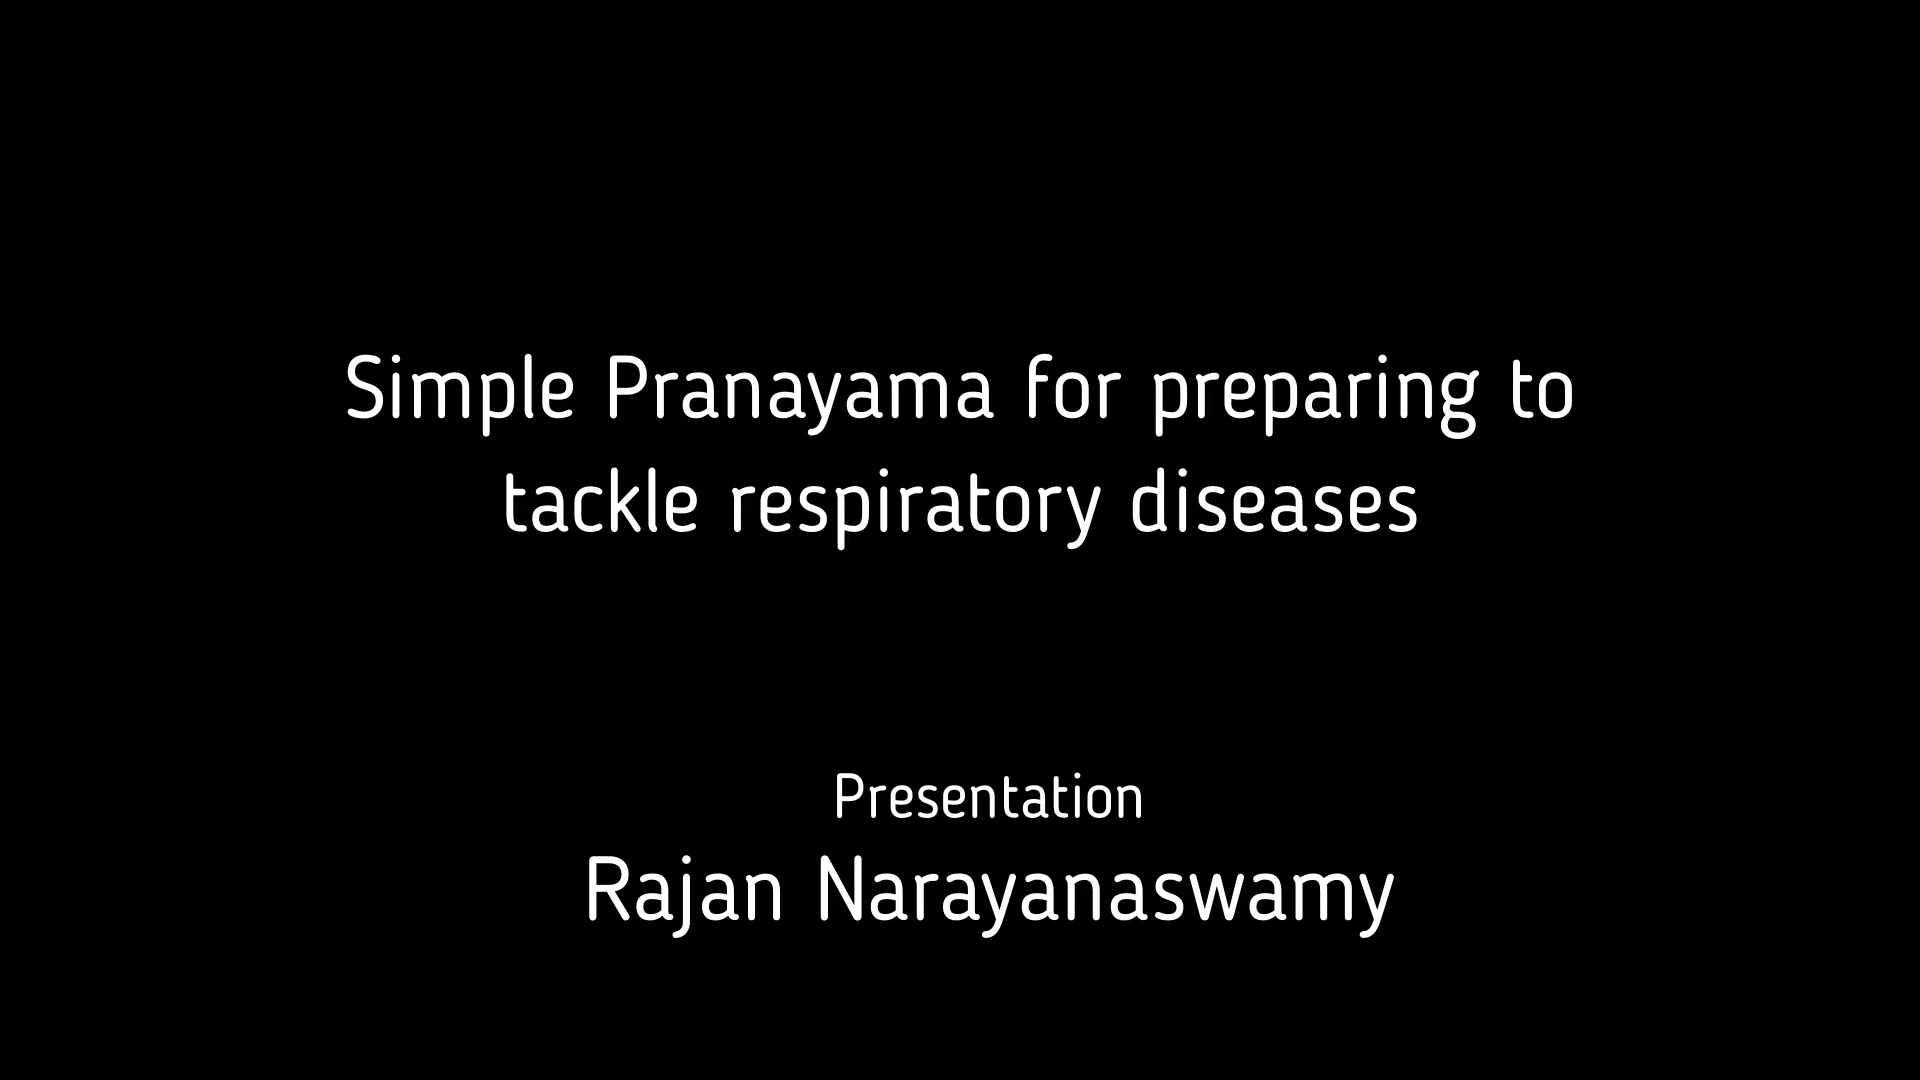 Simple Pranayama for preparing to
tackle respiratory diseases
Presentation
Rajan Narayanaswamy